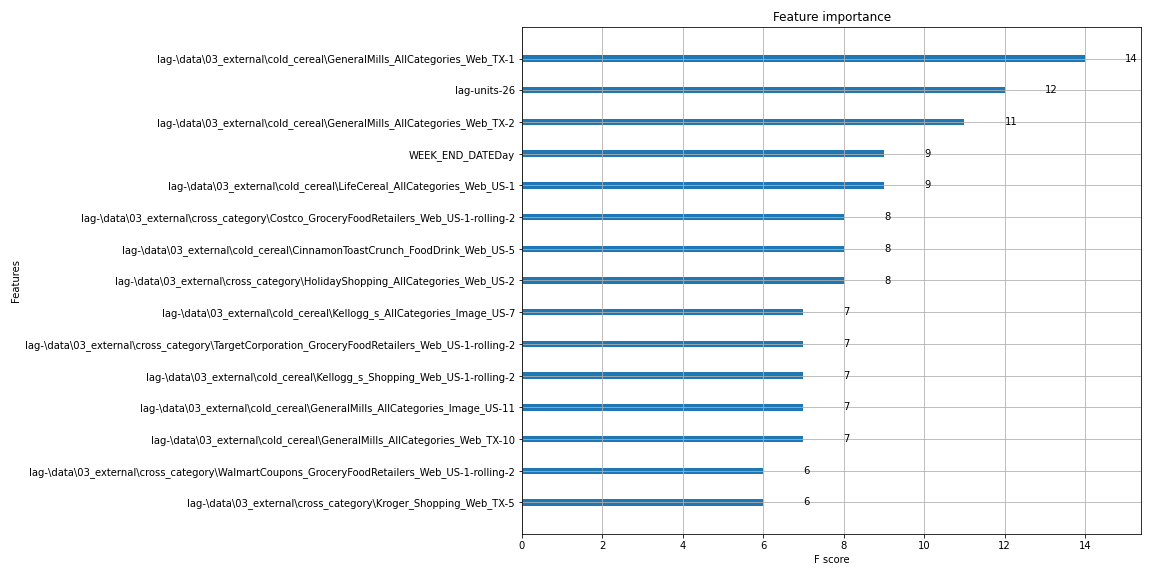 Feature importance
lag-\data\03_external\cold_cereal\GeneralMills_AllCategories_Web_TX-1 14
lag-units-26 12
lag-\data\03_external\cold_cereal\GeneralMills_AllCategories_Web_TX-2 11
WEEK_END_DATEDay 9
lag-\data\03_external\cold_cereal\LifeCereal_AllCategories_Web_US-1 9
lag-\data\03_external\cross_category\Costco_GroceryFoodRetailers_Web_US-1-rolling-2 8
lag-\data\03_external\cold_cereal\CinnamonToastCrunch_FoodDrink_Web_US-5 8
lag-\data\03_external\cross_category\HolidayShopping_AllCategories_Web_US-2 8
lag-\data\03_external\cold_cereal\Kellogg_s_AllCategories_Image_US-7 7
lag-\data\03_external\cross_category\TargetCorporation_GroceryFoodRetailers_Web_US-1-rolling-2 7
lag-\data\03_external\cold_cereal\Kellogg_s_Shopping_Web_US-1-rolling-2 7
lag-\data\03_external\cold_cereal\GeneralMills_AllCategories_Image_US-11 7
lag-\data\03_external\cold_cereal\GeneralMills_AllCategories_Web_TX-10 7
lag-\data\03_external\cross_category\WalmartCoupons_GroceryFoodRetailers_Web_US-1-rolling-2 6
lag-\data\03_external\cross_category\Kroger_Shopping_Web_TX-5 6
Features
0 2 4 6 8 10 12 14
F score